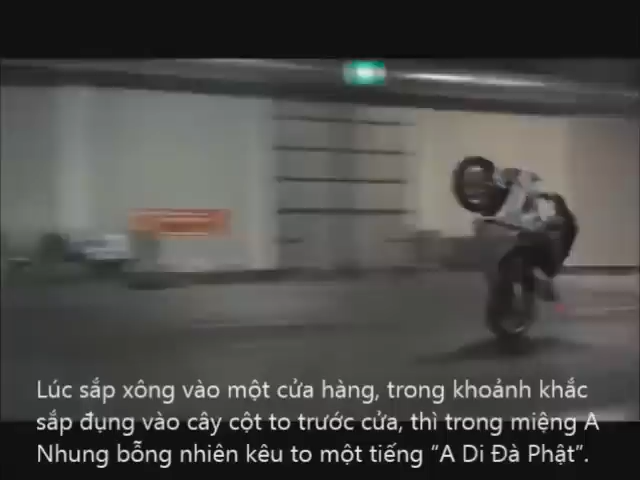 Lúc sắp xông vào một cửa hàng, trong khoảnh khắc
sắp đụng vào cây cột to trước cửa, thì trong miệng A
Nhung bỗng nhiên kêu to một tiếng “A Di Đà Phật”.